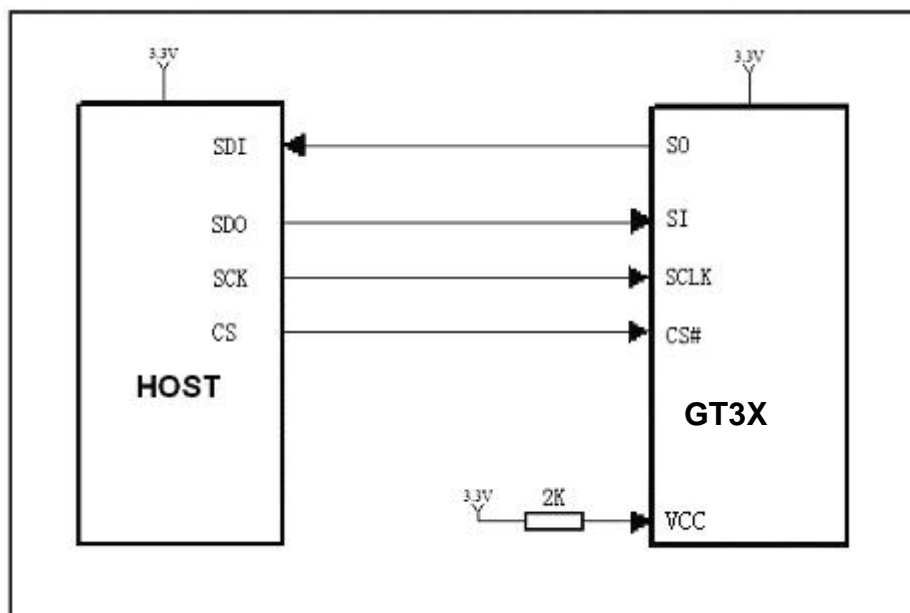 3.3V
3.3V
SDI
SO
SDO
SI
SCK
SCLK
CS
CS#
HOST
GT3X
3.3V
2K
VCC